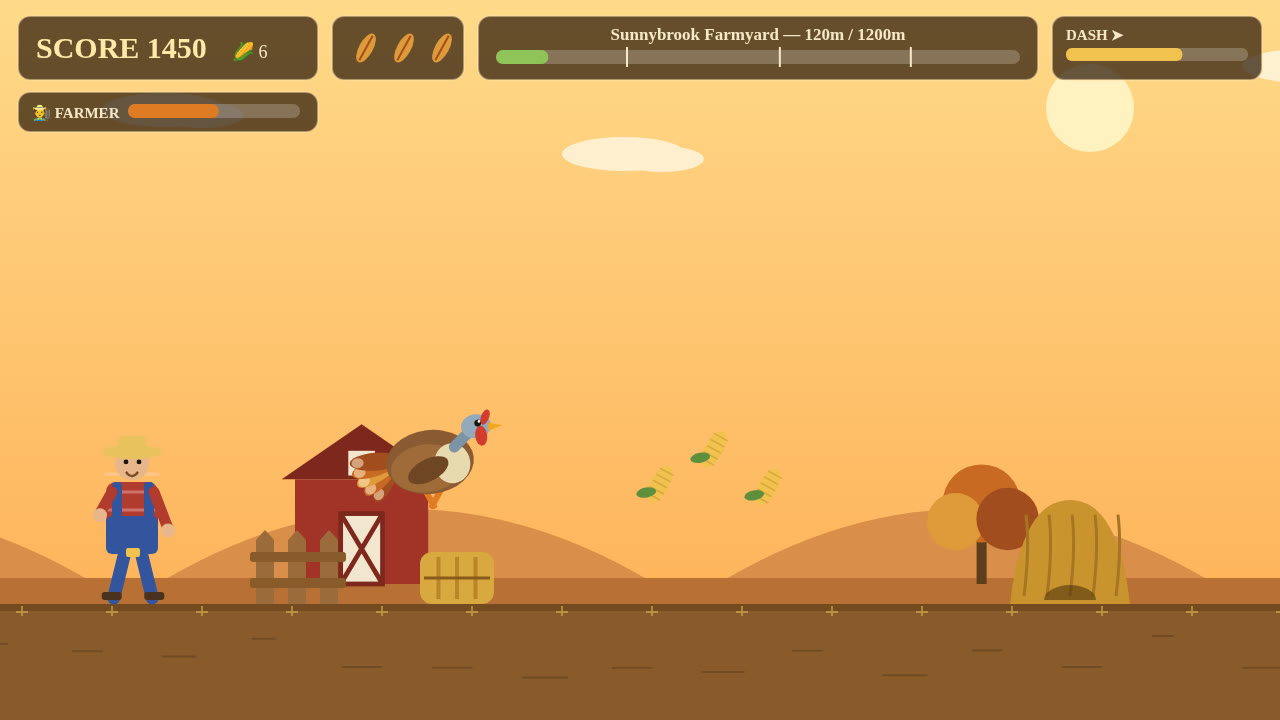 SCORE 1450
🌽 6
Sunnybrook Farmyard — 120m / 1200m
DASH ➤
👨‍🌾 FARMER